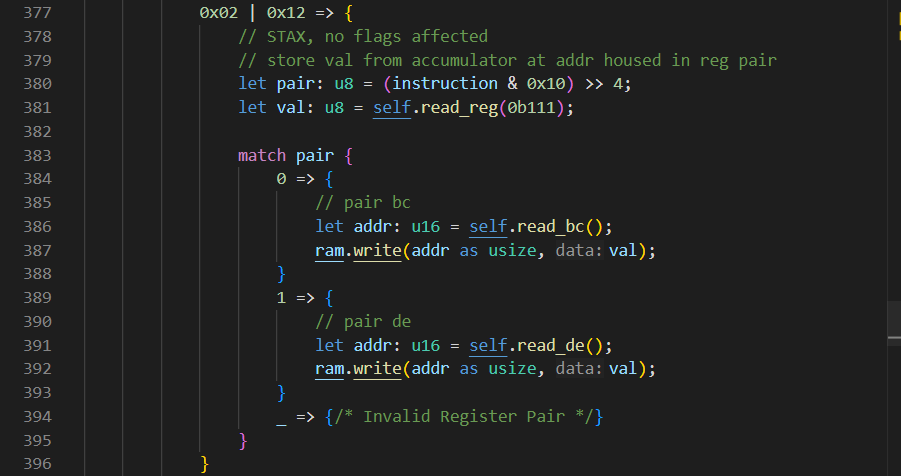 377 0x02 | 0x12 => {
378 // STAX, no flags affected
379 // store val from accumulator at addr housed in reg pair
380 let pair: u8 = (instruction & 0x10) >> 4;
381 let val: u8 = self.read_reg(0b111);
382
383 match pair {
384 0 => {
385 // pair bc
386 let addr: u16 = self.read_bc();
387 ram.write(addr as usize, data: val);
388 }
389 1 => {
390 // pair de
391 let addr: u16 = self.read_de();
392 ram.write(addr as usize, data: val);
393 }
394 _ => {/* Invalid Register Pair */}
395 }
396 }